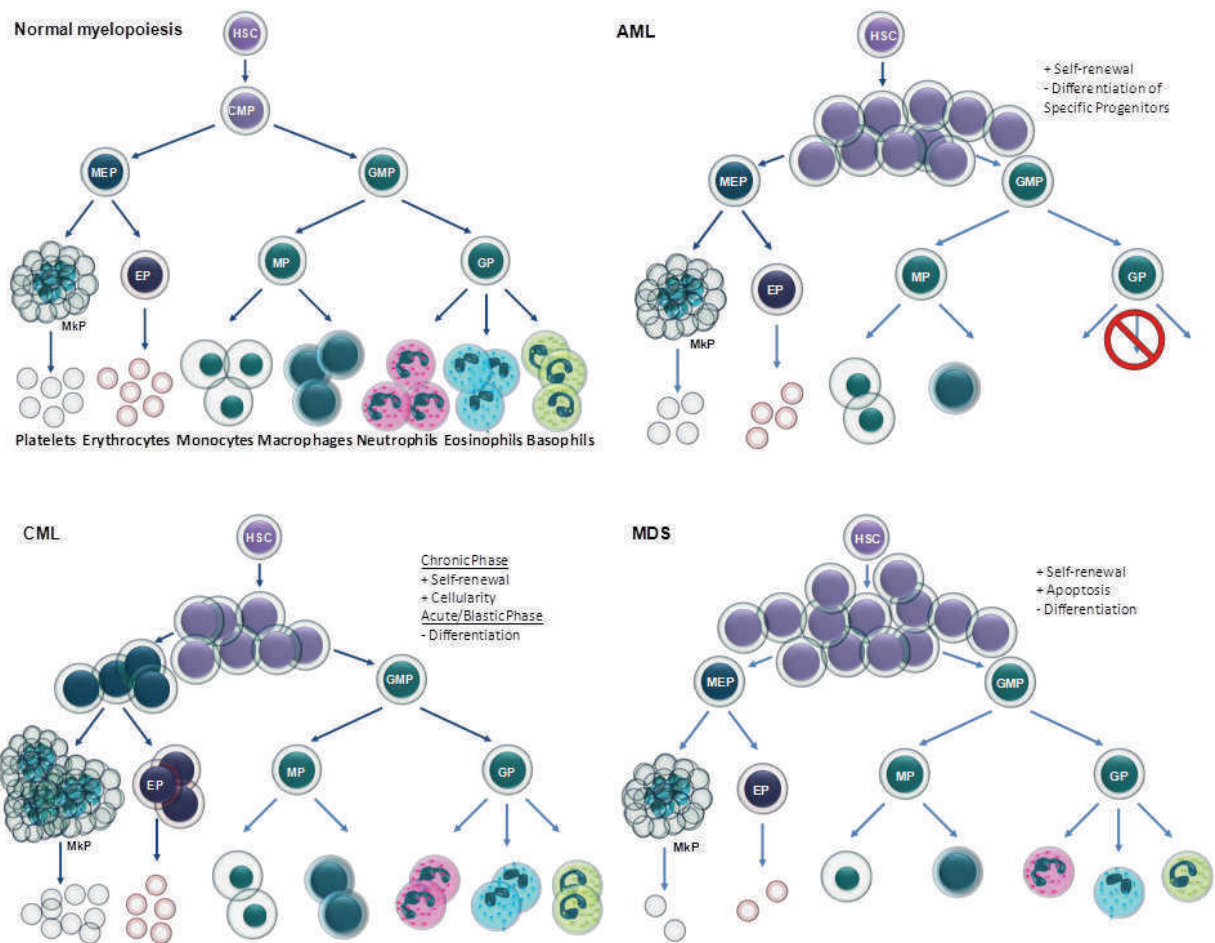 Normal myelopoiesis
HSC
CMP
MEP
GMP
EP
MP
GP
MkP
Platelets Erythrocytes Monocytes Macrophages Neutrophils Eosinophils Basophils
AML
HSC
+ Self-renewal
- Differentiation of
Specific Progenitors
MEP
GMP
EP
MP
GP
MkP
CML
HSC
Chronic Phase
+ Self-renewal
+ Cellularity
Acute/Blastic Phase
- Differentiation
GMP
EP
MP
GP
MkP
MDS
HSC
+ Self-renewal
+ Apoptosis
- Differentiation
MEP
GMP
EP
MP
GP
MkP